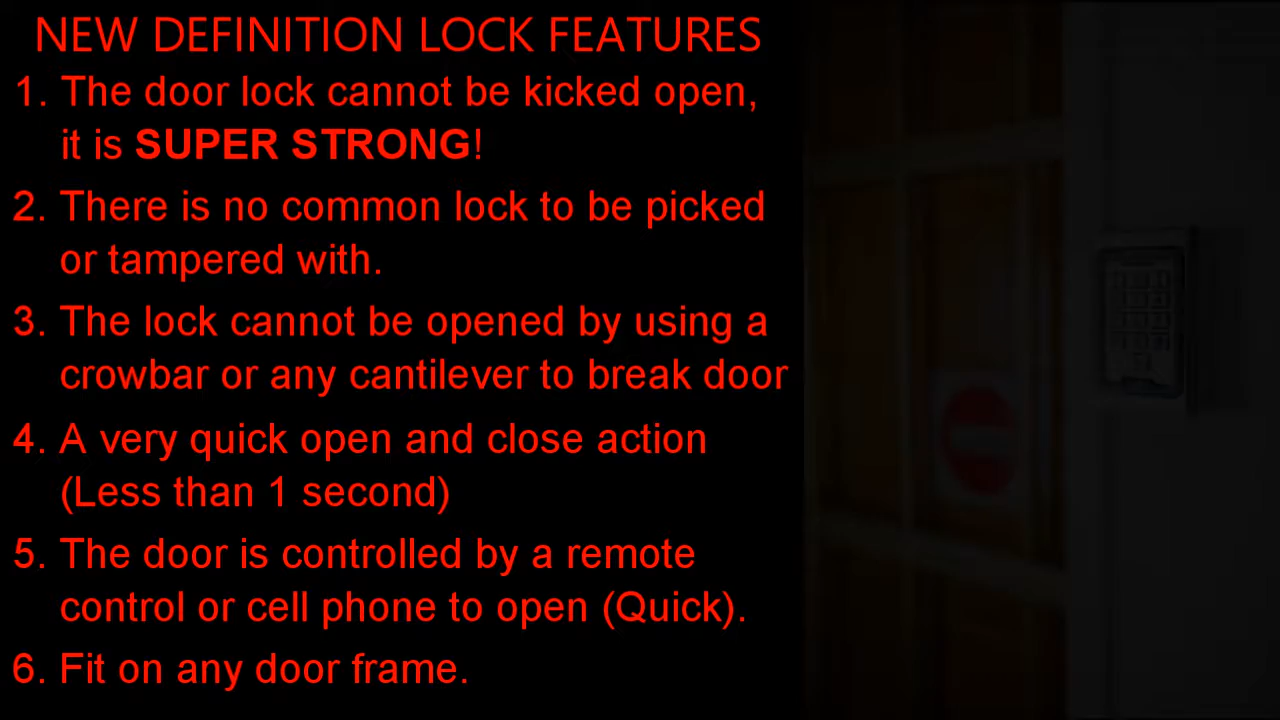 NEW DEFINITION LOCK FEATURES
1. The door lock cannot be kicked open,
it is SUPER STRONG!
2. There is no common lock to be picked
or tampered with.
3. The lock cannot be opened by using a
crowbar or any cantilever to break door
4. A very quick open and close action
(Less than 1 second)
5. The door is controlled by a remote
control or cell phone to open (Quick).
6. Fit on any door frame.